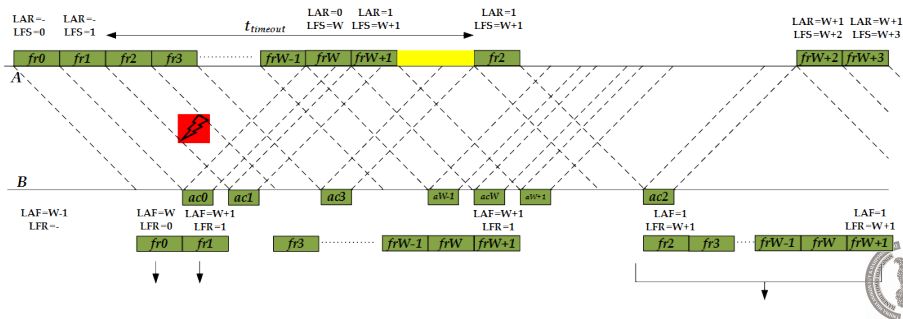 LAR=- LAR=- LAR=0 LAR=1 LAR=1 LAR=W+1 LAR=W+1
LFS=0 LFS=1 t_timeout LFS=W LFS=W+1 LFS=W+1 LFS=W+2 LFS=W+3
fr0 fr1 fr2 fr3 ............... frW-1 frW frW+1 fr2 frW+2 frW+3
A
B
ac0 ac1 ac3 aW-1 acW aW+1 ac2
LAF=W-1 LAF=W LAF=W+1 LAF=W+1 LAF=1 LAF=1
LFR=- LFR=0 LFR=1 LFR=1 LFR=W+1 LFR=W+1
fr0 fr1 fr3 ............... frW-1 frW frW+1 fr2 fr3 ...... frW-1 frW frW+1